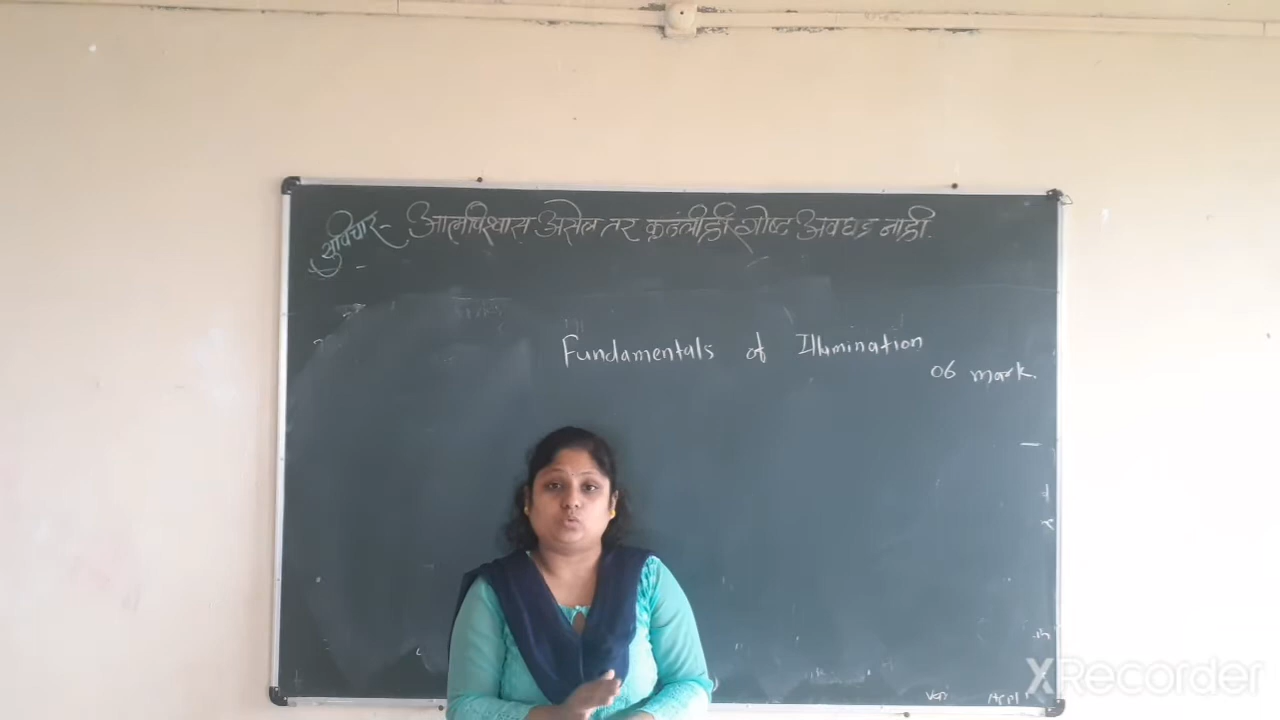 सुविचार - आत्मविश्वास असेल तर कुठलीही गोष्ट अवघड नाही.
Fundamentals of Illumination
06 mark.
XRecorder